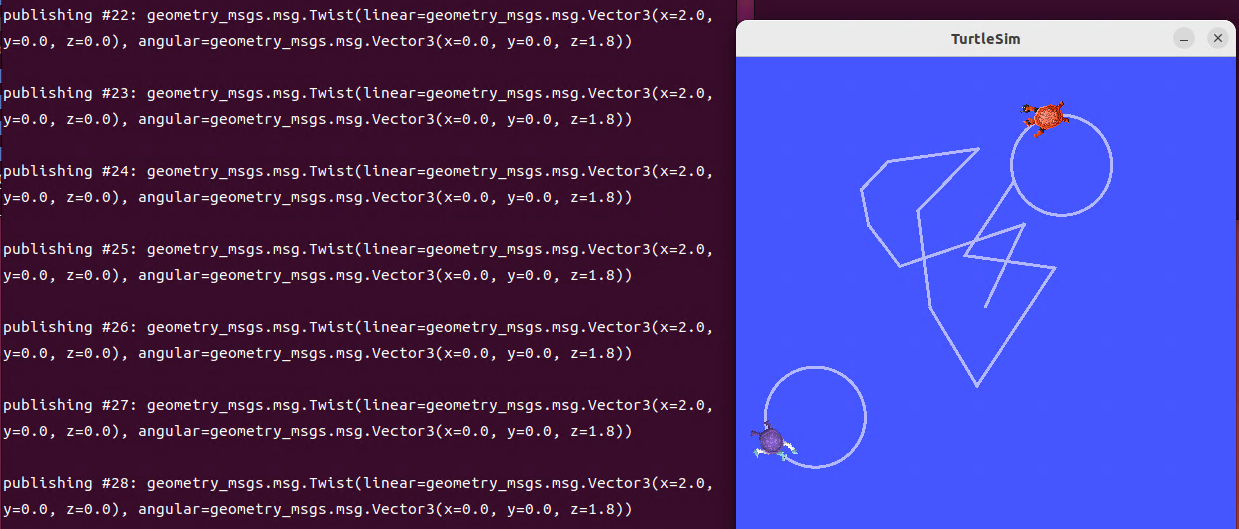 publishing #22: geometry_msgs.msg.Twist(linear=geometry_msgs.msg.Vector3(x=2.0,
y=0.0, z=0.0), angular=geometry_msgs.msg.Vector3(x=0.0, y=0.0, z=1.8))
publishing #23: geometry_msgs.msg.Twist(linear=geometry_msgs.msg.Vector3(x=2.0,
y=0.0, z=0.0), angular=geometry_msgs.msg.Vector3(x=0.0, y=0.0, z=1.8))
publishing #24: geometry_msgs.msg.Twist(linear=geometry_msgs.msg.Vector3(x=2.0,
y=0.0, z=0.0), angular=geometry_msgs.msg.Vector3(x=0.0, y=0.0, z=1.8))
publishing #25: geometry_msgs.msg.Twist(linear=geometry_msgs.msg.Vector3(x=2.0,
y=0.0, z=0.0), angular=geometry_msgs.msg.Vector3(x=0.0, y=0.0, z=1.8))
publishing #26: geometry_msgs.msg.Twist(linear=geometry_msgs.msg.Vector3(x=2.0,
y=0.0, z=0.0), angular=geometry_msgs.msg.Vector3(x=0.0, y=0.0, z=1.8))
publishing #27: geometry_msgs.msg.Twist(linear=geometry_msgs.msg.Vector3(x=2.0,
y=0.0, z=0.0), angular=geometry_msgs.msg.Vector3(x=0.0, y=0.0, z=1.8))
publishing #28: geometry_msgs.msg.Twist(linear=geometry_msgs.msg.Vector3(x=2.0,
y=0.0, z=0.0), angular=geometry_msgs.msg.Vector3(x=0.0, y=0.0, z=1.8))
TurtleSim